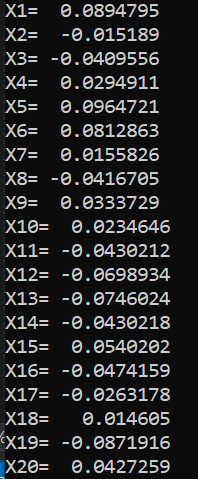 X1=  0.0894795
X2=  -0.015189
X3= -0.0409556
X4=  0.0294911
X5=  0.0964721
X6=  0.0812863
X7=  0.0155826
X8= -0.0416705
X9=  0.0333729
X10=  0.0234646
X11= -0.0430212
X12= -0.0698934
X13= -0.0746024
X14= -0.0430218
X15=  0.0540202
X16= -0.0474159
X17= -0.0263178
X18=   0.014605
X19= -0.0871916
X20=  0.0427259